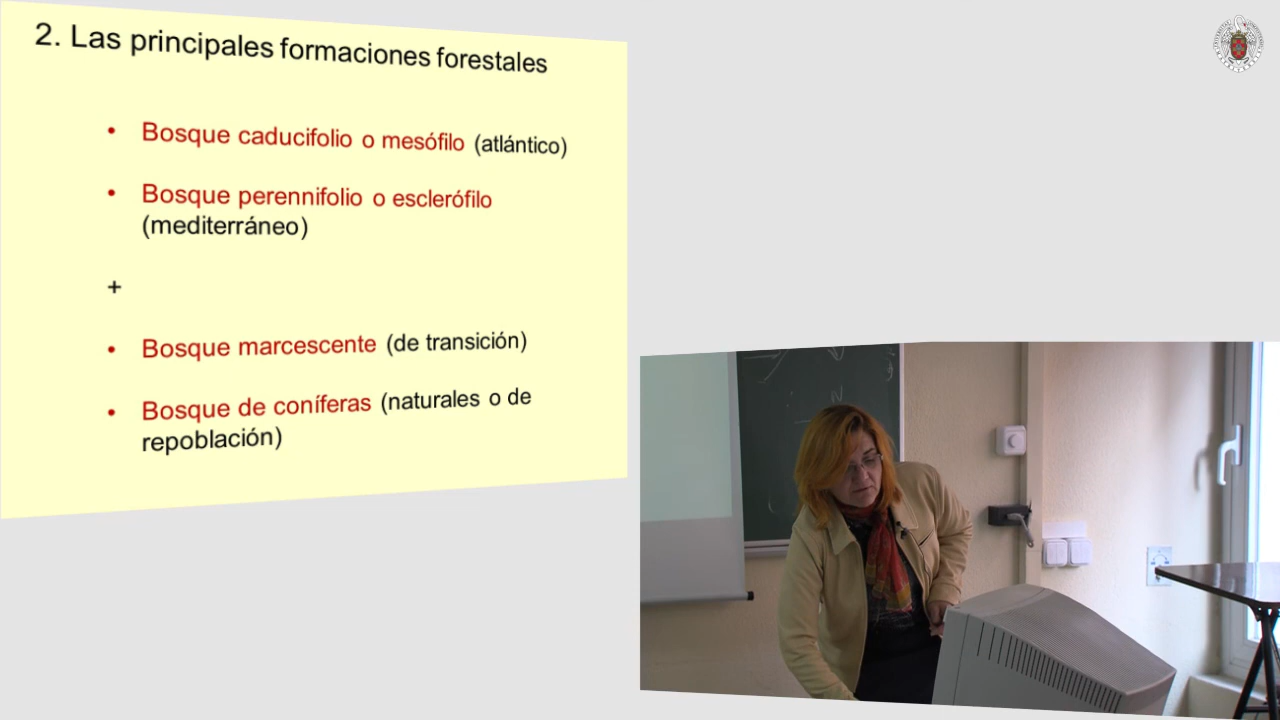 2. Las principales formaciones forestales
• Bosque caducifolio o mesófilo (atlántico)
• Bosque perennifolio o esclerófilo
(mediterráneo)
+
• Bosque marcescente (de transición)
• Bosque de coníferas (naturales o de
repoblación)